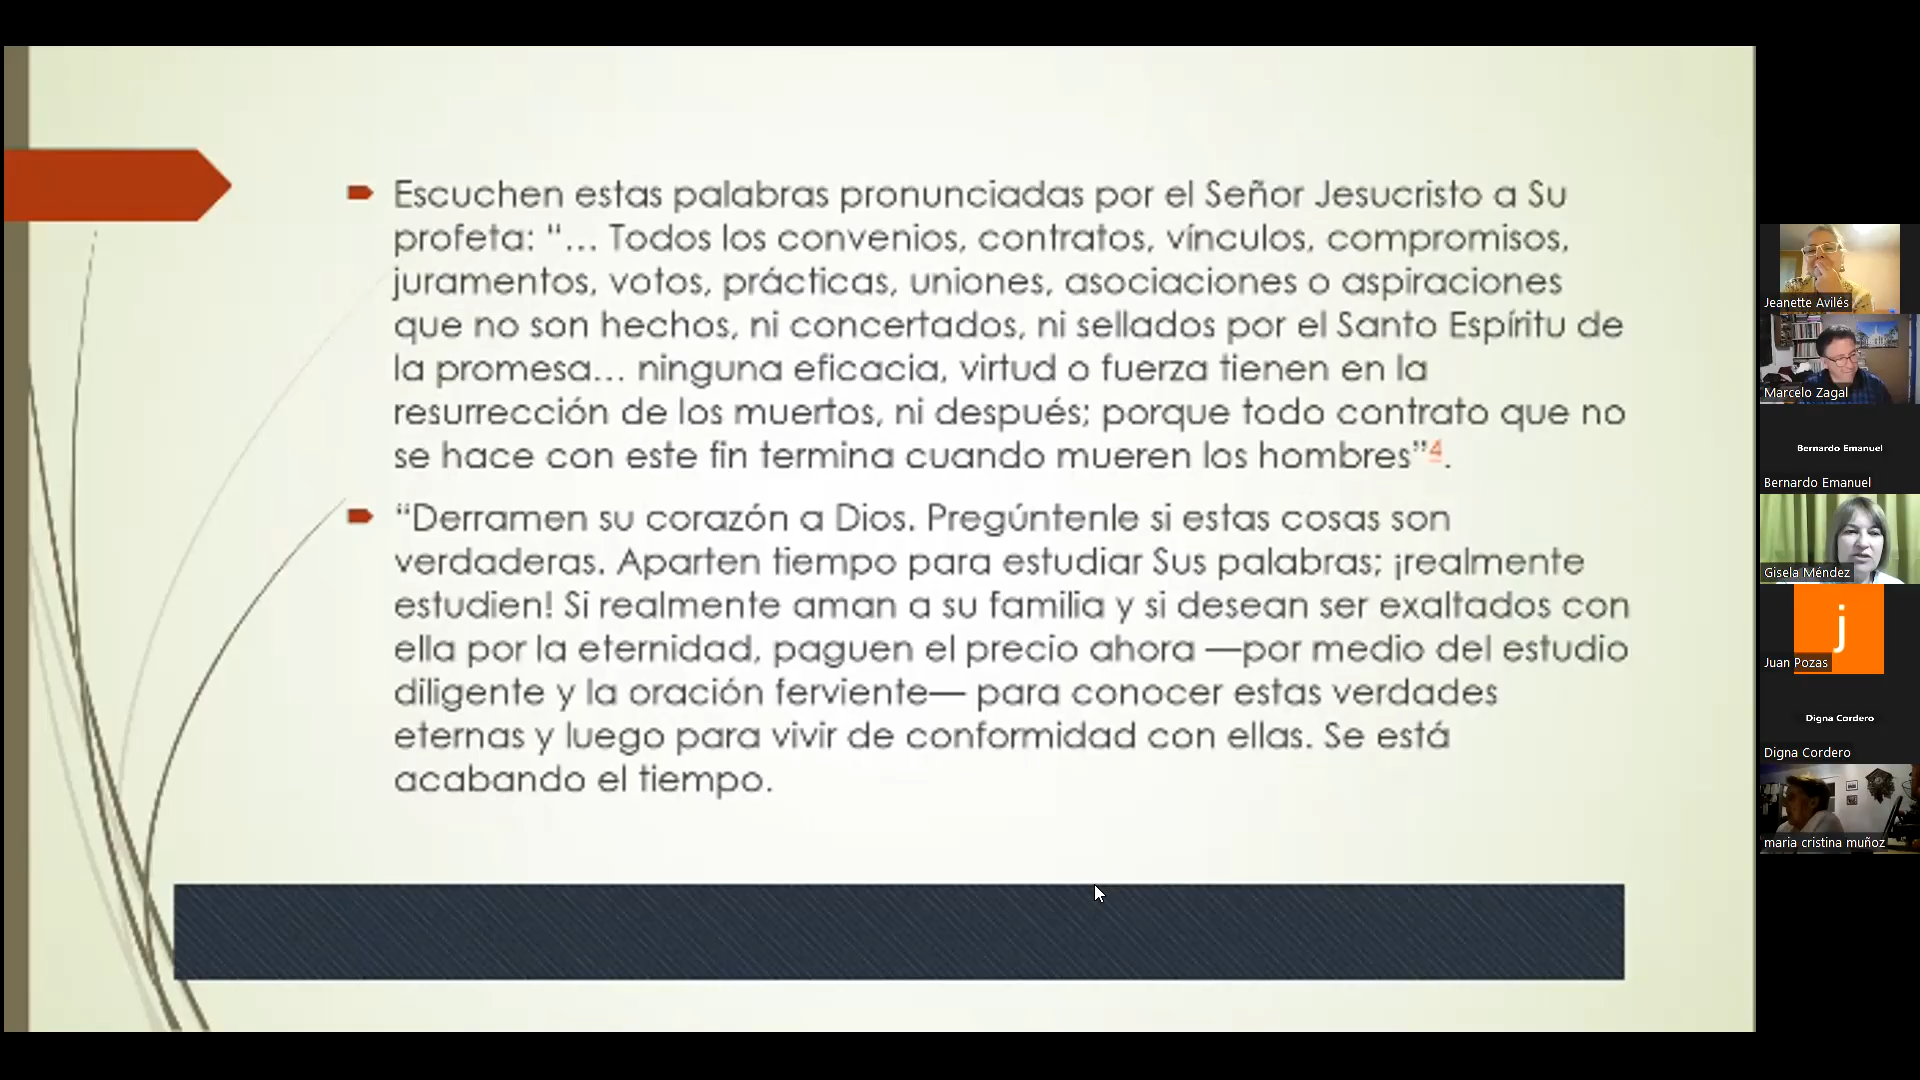 Escuchen estas palabras pronunciadas por el Señor Jesucristo a Su
profeta: “… Todos los convenios, contratos, vínculos, compromisos,
juramentos, votos, prácticas, uniones, asociaciones o aspiraciones
que no son hechos, ni concertados, ni sellados por el Santo Espíritu de
la promesa… ninguna eficacia, virtud o fuerza tienen en la
resurrección de los muertos, ni después; porque todo contrato que no
se hace con este fin termina cuando mueren los hombres”4.
“Derramen su corazón a Dios. Pregúntenle si estas cosas son
verdaderas. Aparten tiempo para estudiar Sus palabras; ¡realmente
estudien! Si realmente aman a su familia y si desean ser exaltados con
ella por la eternidad, paguen el precio ahora —por medio del estudio
diligente y la oración ferviente— para conocer estas verdades
eternas y luego para vivir de conformidad con ellas. Se está
acabando el tiempo.
Jeanette Avilés
Marcelo Zagal
Bernardo Emanuel
Bernardo Emanuel
Gisela Méndez
j
Juan Pozas
Digna Cordero
Digna Cordero
maria cristina muñoz